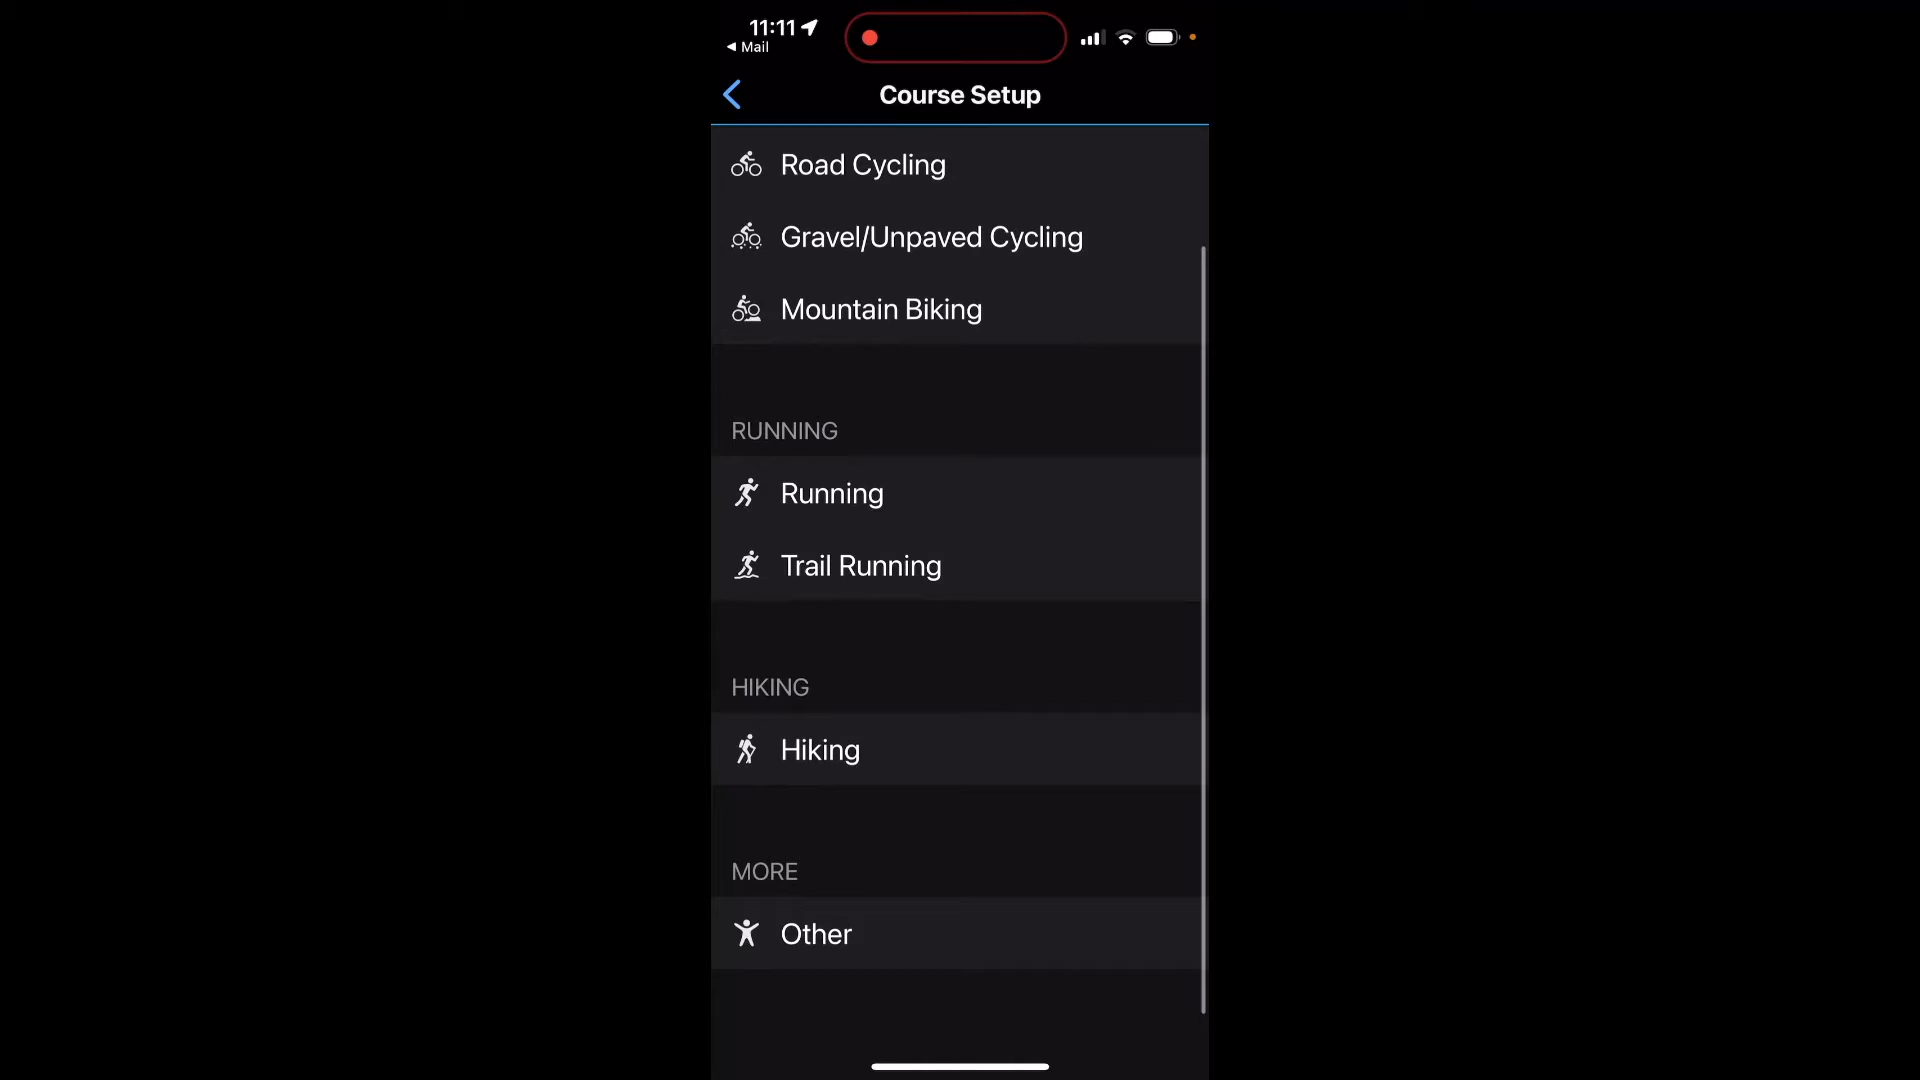 11:11
Mail
Course Setup
Road Cycling
Gravel/Unpaved Cycling
Mountain Biking
RUNNING
Running
Trail Running
HIKING
Hiking
MORE
Other